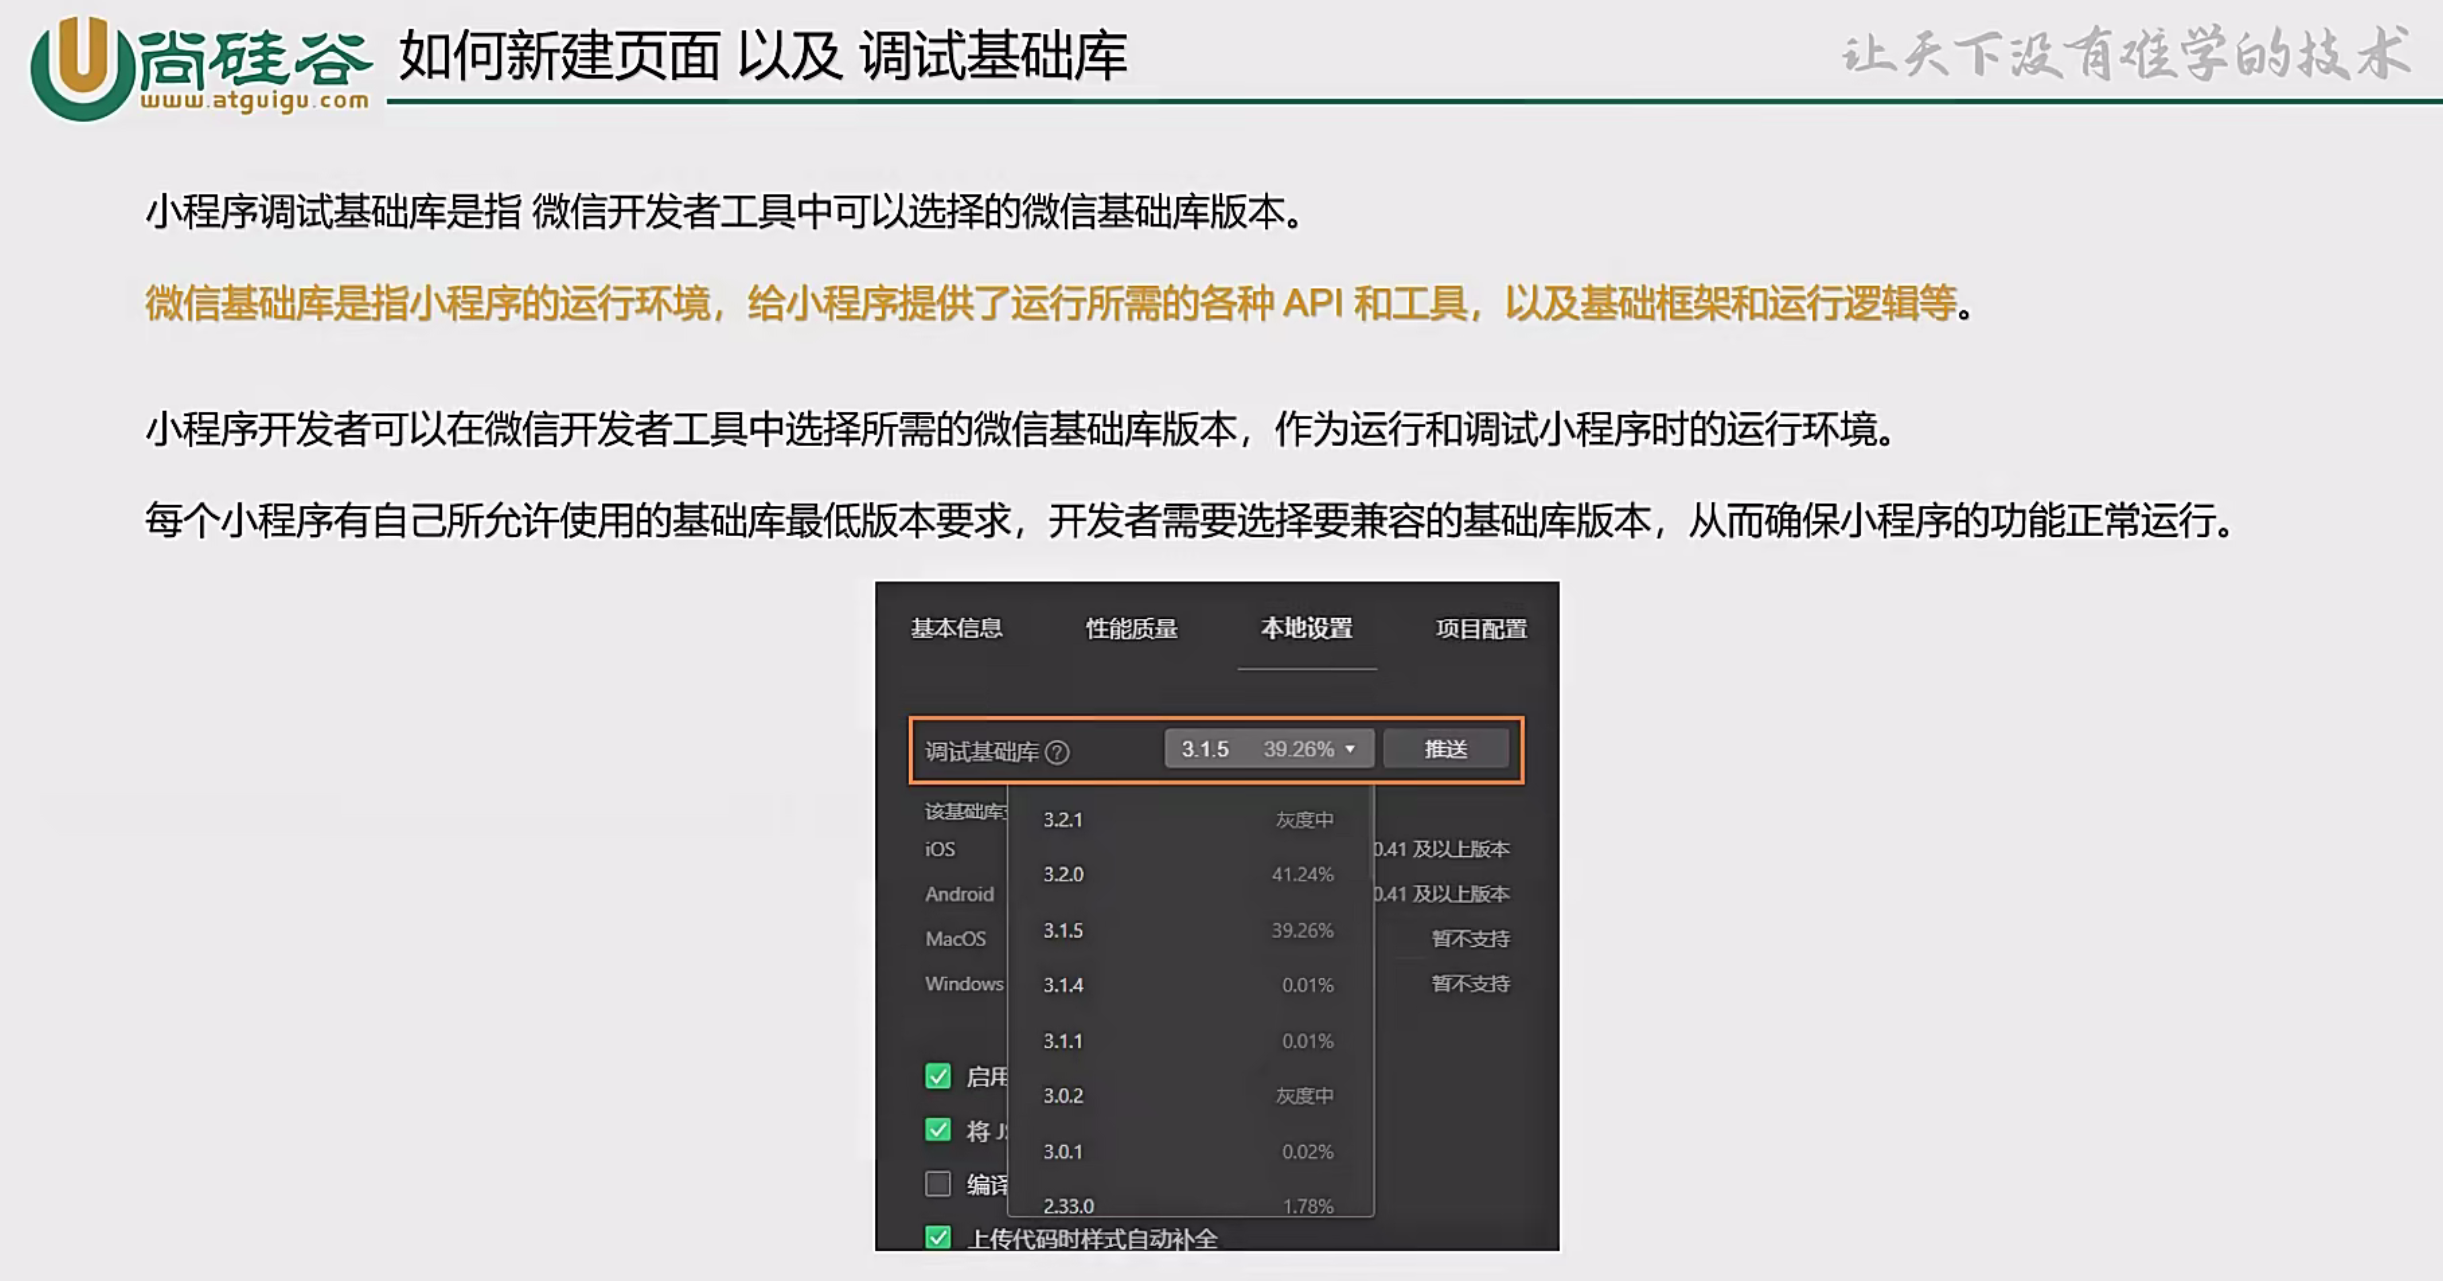 尚硅谷
www.atguigu.com
如何新建页面 以及 调试基础库
让天下没有难学的技术
小程序调试基础库是指 微信开发者工具中可以选择的微信基础库版本。
微信基础库是指小程序的运行环境，给小程序提供了运行所需的各种 API 和工具，以及基础框架和运行逻辑等。
小程序开发者可以在微信开发者工具中选择所需的微信基础库版本，作为运行和调试小程序时的运行环境。
每个小程序有自己所允许使用的基础库最低版本要求，开发者需要选择要兼容的基础库版本，从而确保小程序的功能正常运行。
基本信息 性能质量 本地设置 项目配置
调试基础库 ? 3.1.5 39.26% 推送
该基础库
3.2.1 灰度中
iOS 0.41 及以上版本
3.2.0 41.24%
Android 0.41 及以上版本
3.1.5 39.26%
MacOS 暂不支持
3.1.4 0.01%
Windows 暂不支持
3.1.1 0.01%
启用
3.0.2 灰度中
将 J
3.0.1 0.02%
编译
2.33.0 1.78%
上传代码时样式自动补全